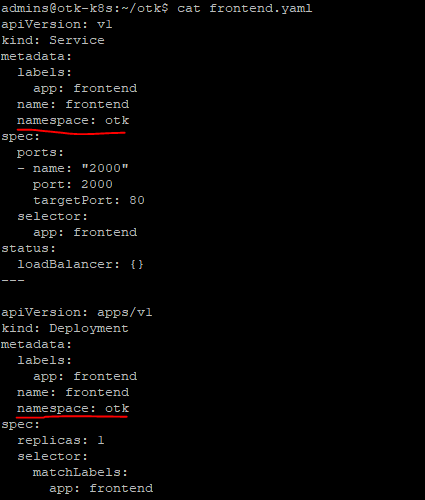 admins@otk-k8s:~/otk$ cat frontend.yaml
apiVersion: v1
kind: Service
metadata:
  labels:
    app: frontend
  name: frontend
  namespace: otk
spec:
  ports:
  - name: "2000"
    port: 2000
    targetPort: 80
  selector:
    app: frontend
status:
  loadBalancer: {}
---

apiVersion: apps/v1
kind: Deployment
metadata:
  labels:
    app: frontend
  name: frontend
  namespace: otk
spec:
  replicas: 1
  selector:
    matchLabels:
      app: frontend